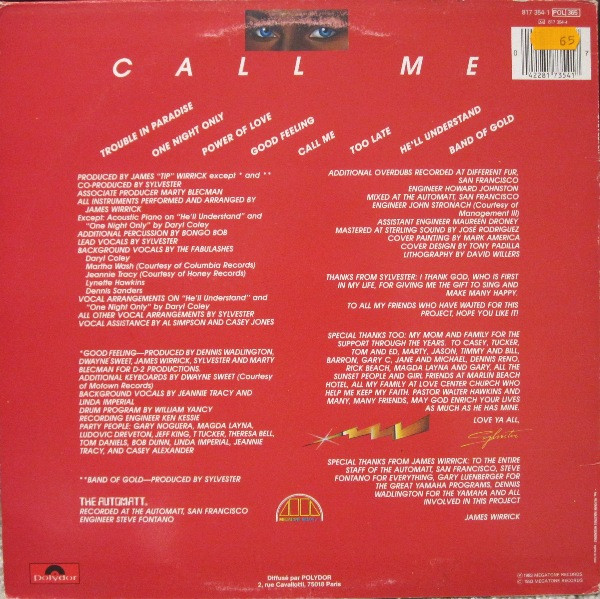 817 354-1 POL 365
817 354-4
65
0 42281 73541 7
CALL ME
TROUBLE IN PARADISE
ONE NIGHT ONLY
POWER OF LOVE
GOOD FEELING
CALL ME
TOO LATE
HE'LL UNDERSTAND
BAND OF GOLD
PRODUCED BY JAMES "TIP" WIRRICK except * and **
CO-PRODUCED BY SYLVESTER
ASSOCIATE PRODUCER MARTY BLECMAN
ALL INSTRUMENTS PERFORMED AND ARRANGED BY
JAMES WIRRICK
Except: Acoustic Piano on "He'll Understand" and
"One Night Only" by Daryl Coley
ADDITIONAL PERCUSSION BY BONGO BOB
LEAD VOCALS BY SYLVESTER
BACKGROUND VOCALS BY THE FABULASHES
Daryl Coley
Martha Wash (Courtesy of Columbia Records)
Jeannie Tracy (Courtesy of Honey Records)
Lynette Hawkins
Dennis Sanders
VOCAL ARRANGEMENTS ON "He'll Understand" and
"One Night Only" by Daryl Coley
ALL OTHER VOCAL ARRANGEMENTS BY SYLVESTER
VOCAL ASSISTANCE BY AL SIMPSON AND CASEY JONES
*GOOD FEELING—PRODUCED BY DENNIS WADLINGTON,
DWAYNE SWEET, JAMES WIRRICK, SYLVESTER AND MARTY
BLECMAN FOR D-2 PRODUCTIONS.
ADDITIONAL KEYBOARDS BY DWAYNE SWEET (Courtesy
of Motown Records)
BACKGROUND VOCALS BY JEANNIE TRACY AND
LINDA IMPERIAL
DRUM PROGRAM BY WILLIAM YANCY
RECORDING ENGINEER KEN KESSIE
PARTY PEOPLE: GARY NOGUERA, MAGDA LAYNA,
LUDOVIC DREVETON, JEFF KING, T TUCKER, THERESA BELL,
TOM DANIELS, BOB DUNN, LINDA IMPERIAL, JEANNIE
TRACY, AND CASEY ALEXANDER
**BAND OF GOLD—PRODUCED BY SYLVESTER
THE AUTOMATT.
RECORDED AT THE AUTOMATT, SAN FRANCISCO
ENGINEER STEVE FONTANO
ADDITIONAL OVERDUBS RECORDED AT DIFFERENT FUR,
SAN FRANCISCO
ENGINEER HOWARD JOHNSTON
MIXED AT THE AUTOMATT, SAN FRANCISCO
ENGINEER JOHN STRONACH (Courtesy of
Management III)
ASSISTANT ENGINEER MAUREEN DRONEY
MASTERED AT STERLING SOUND BY JOSÉ RODRIGUEZ
COVER PAINTING BY MARK AMERICA
COVER DESIGN BY TONY PADILLA
LITHOGRAPHY BY DAVID WILLERS
THANKS FROM SYLVESTER: I THANK GOD, WHO IS FIRST
IN MY LIFE, FOR GIVING ME THE GIFT TO SING AND
MAKE MANY HAPPY.
TO ALL MY FRIENDS WHO HAVE WAITED FOR THIS
PROJECT, HOPE YOU LIKE IT!
SPECIAL THANKS TOO: MY MOM AND FAMILY FOR THE
SUPPORT THROUGH THE YEARS, TO CASEY, TUCKER,
TOM AND ED, MARTY, JASON, TIMMY AND BILL,
BARRON, GARY C, JANE AND MICHAEL, DENNIS RENO,
RICK BEACH, MAGDA LAYNA AND GARY, ALL THE
SUNSET PEOPLE AND GIRL FRIENDS AT MARLIN BEACH
HOTEL, ALL MY FAMILY AT LOVE CENTER CHURCH WHO
HELP ME KEEP MY FAITH. PASTOR WALTER HAWKINS AND
MANY, MANY FRIENDS, MAY GOD ENRICH YOUR LIVES
AS MUCH AS HE HAS MINE.
LOVE YA ALL,
Sylvester
SPECIAL THANKS FROM JAMES WIRRICK: TO THE ENTIRE
STAFF OF THE AUTOMATT, SAN FRANCISCO, STEVE
FONTANO FOR EVERYTHING, GARY LUENBERGER FOR
THE GREAT YAMAHA PROGRAMS, DENNIS
WADLINGTON FOR THE YAMAHA AND ALL
INVOLVED IN THIS PROJECT
JAMES WIRRICK
Polydor
Diffusé par POLYDOR
2, rue Cavallotti, 75018 Paris
℗ 1983 MEGATONE RECORDS
© 1983 MEGATONE RECORDS